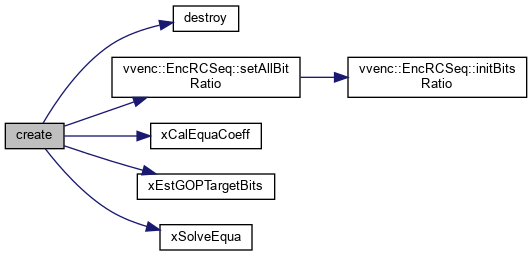 destroy
vvenc::EncRCSeq::setAllBit
Ratio
vvenc::EncRCSeq::initBits
Ratio
create
xCalEquaCoeff
xEstGOPTargetBits
xSolveEqua